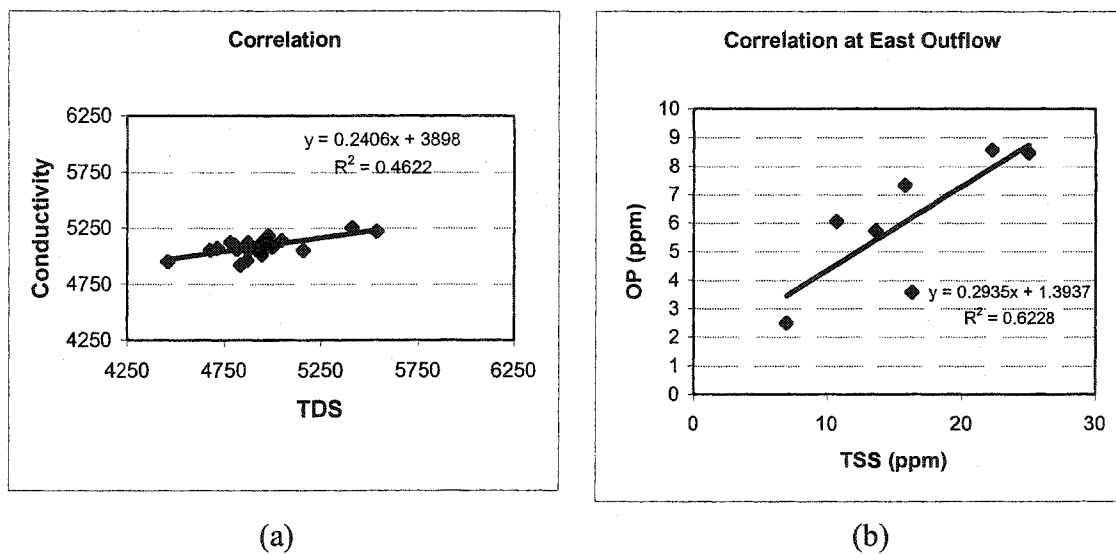 Correlation
6250
5750
5250
4750
4250
Conductivity
y = 0.2406x + 3898
R² = 0.4622
4250 4750 5250 5750 6250
TDS
(a)
Correlation at East Outflow
10
9
8
7
6
5
4
3
2
1
0
OP (ppm)
y = 0.2935x + 1.3937
R² = 0.6228
0 10 20 30
TSS (ppm)
(b)